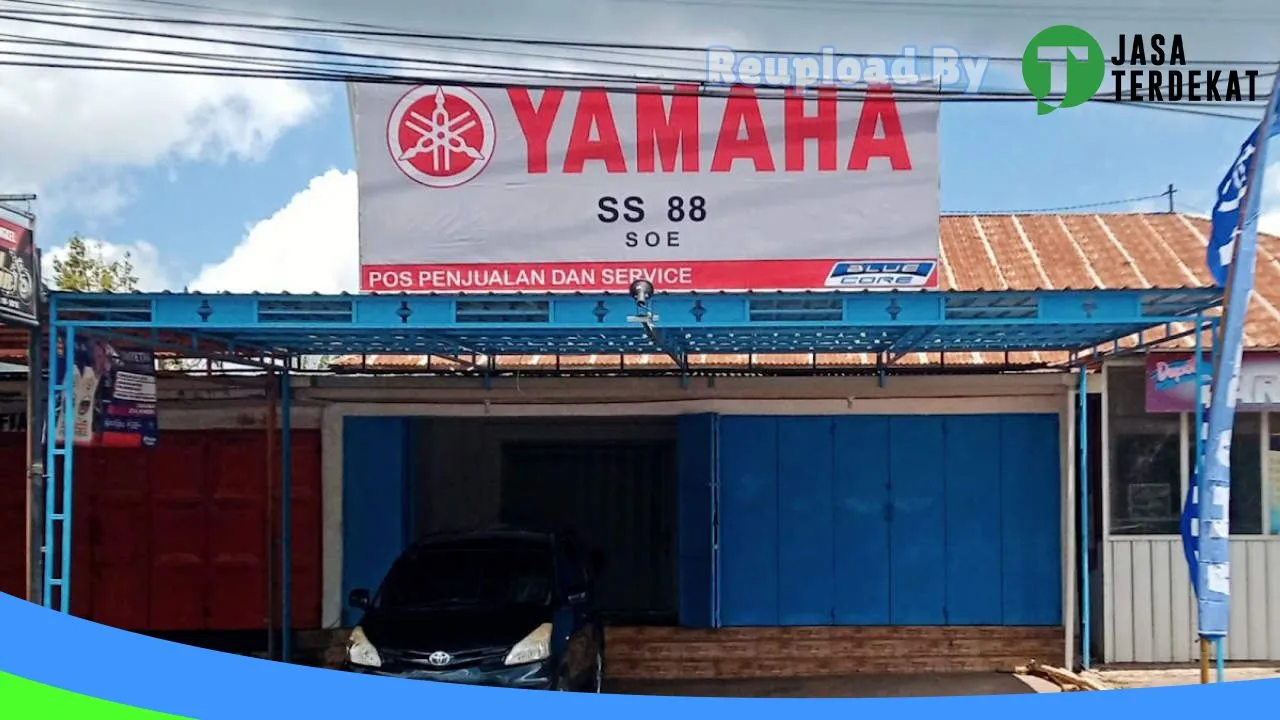 Reupload By
JASA
TERDEKAT
YAMAHA
SS 88
SOE
POS PENJUALAN DAN SERVICE
BLUE
CORE